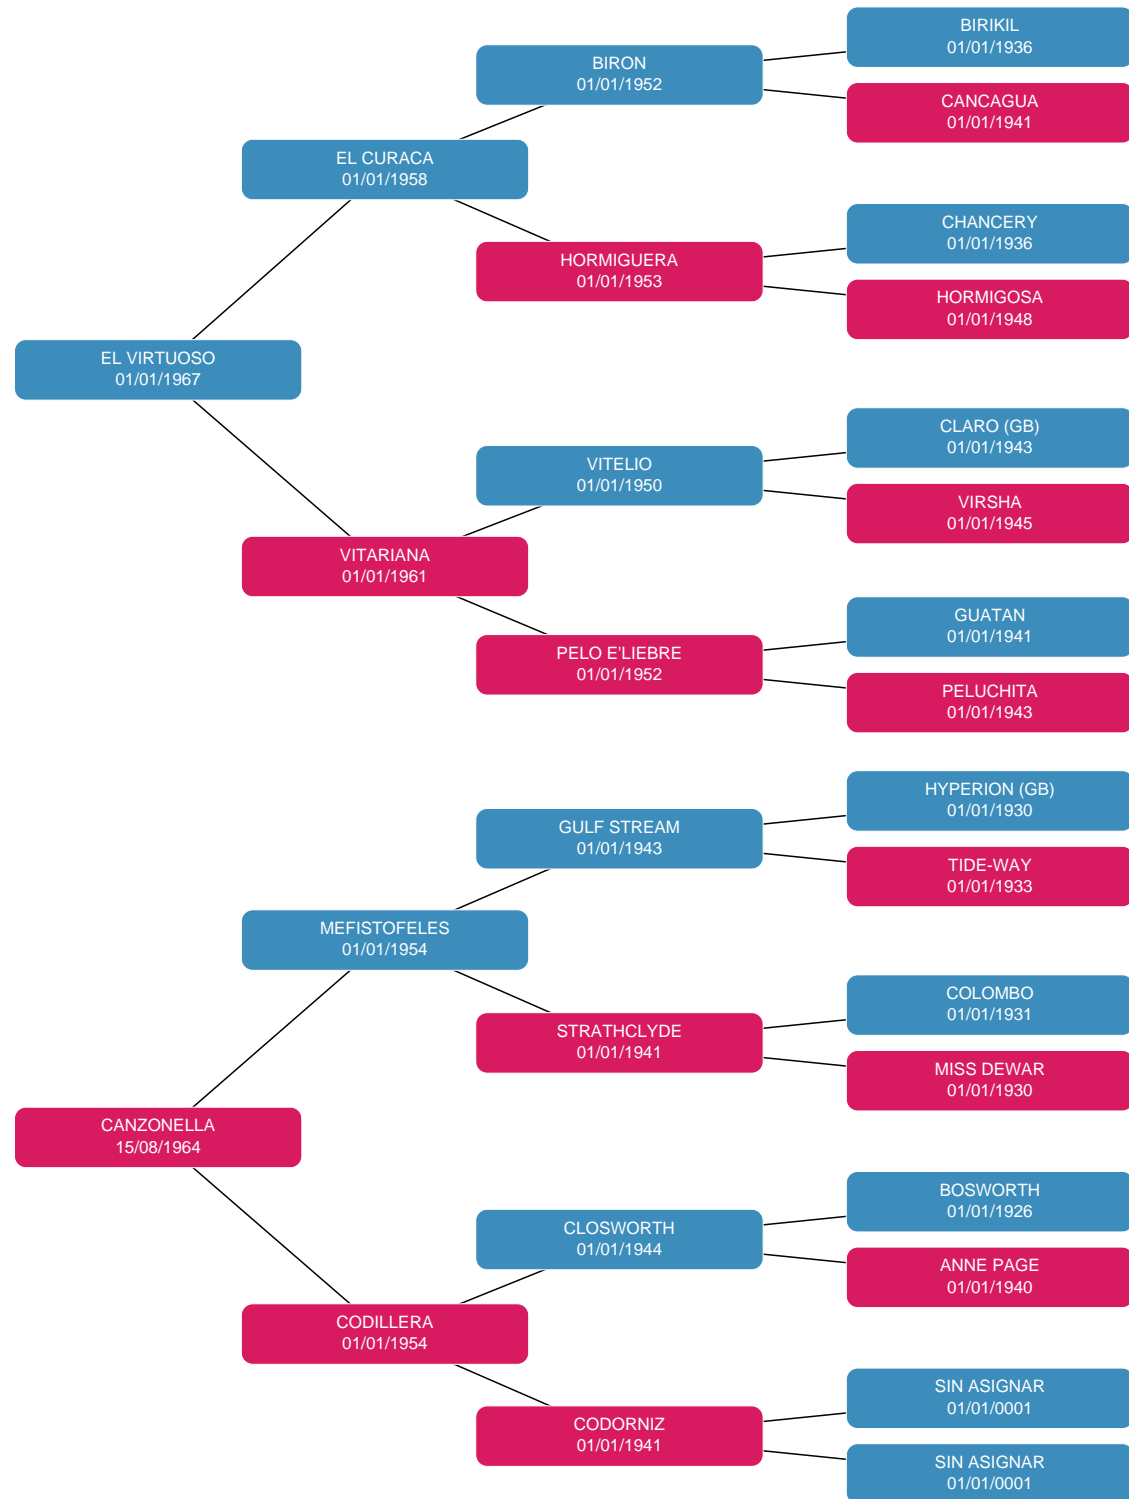 BIRIKIL
01/01/1936
BIRON
01/01/1952
CANCAGUA
01/01/1941
EL CURACA
01/01/1958
CHANCERY
01/01/1936
HORMIGUERA
01/01/1953
HORMIGOSA
01/01/1948
EL VIRTUOSO
01/01/1967
CLARO (GB)
01/01/1943
VITELIO
01/01/1950
VIRSHA
01/01/1945
VITARIANA
01/01/1961
GUATAN
01/01/1941
PELO E'LIEBRE
01/01/1952
PELUCHITA
01/01/1943
HYPERION (GB)
01/01/1930
GULF STREAM
01/01/1943
TIDE-WAY
01/01/1933
MEFISTOFELES
01/01/1954
COLOMBO
01/01/1931
STRATHCLYDE
01/01/1941
MISS DEWAR
01/01/1930
CANZONELLA
15/08/1964
BOSWORTH
01/01/1926
CLOSWORTH
01/01/1944
ANNE PAGE
01/01/1940
CODILLERA
01/01/1954
SIN ASIGNAR
01/01/0001
CODORNIZ
01/01/1941
SIN ASIGNAR
01/01/0001